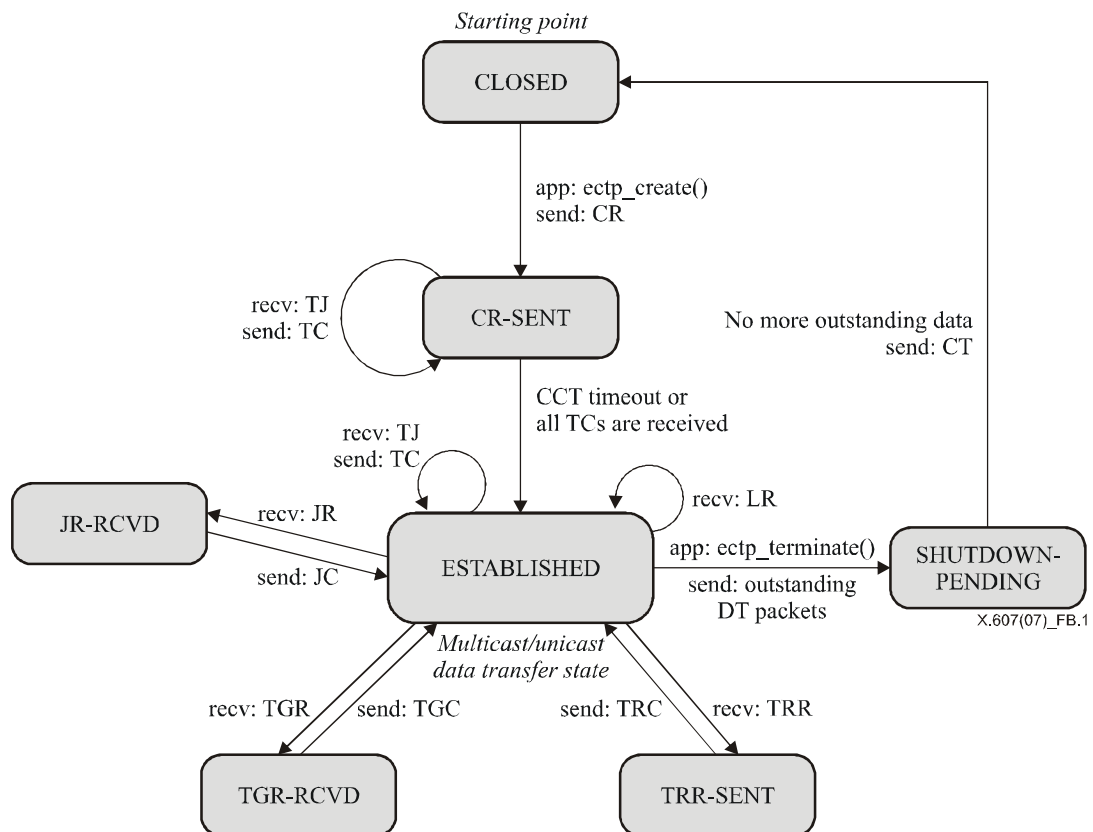 Starting point
CLOSED
app: ectp_create()
send: CR
recv: TJ
send: TC
CR-SENT
No more outstanding data
send: CT
CCT timeout or
all TCs are received
recv: TJ
send: TC
recv: LR
JR-RCVD
recv: JR
send: JC
ESTABLISHED
app: ectp_terminate()
send: outstanding
DT packets
SHUTDOWN-
PENDING
X.607(07)_FB.1
Multicast/unicast
data transfer state
recv: TGR
send: TGC
send: TRC
recv: TRR
TGR-RCVD
TRR-SENT